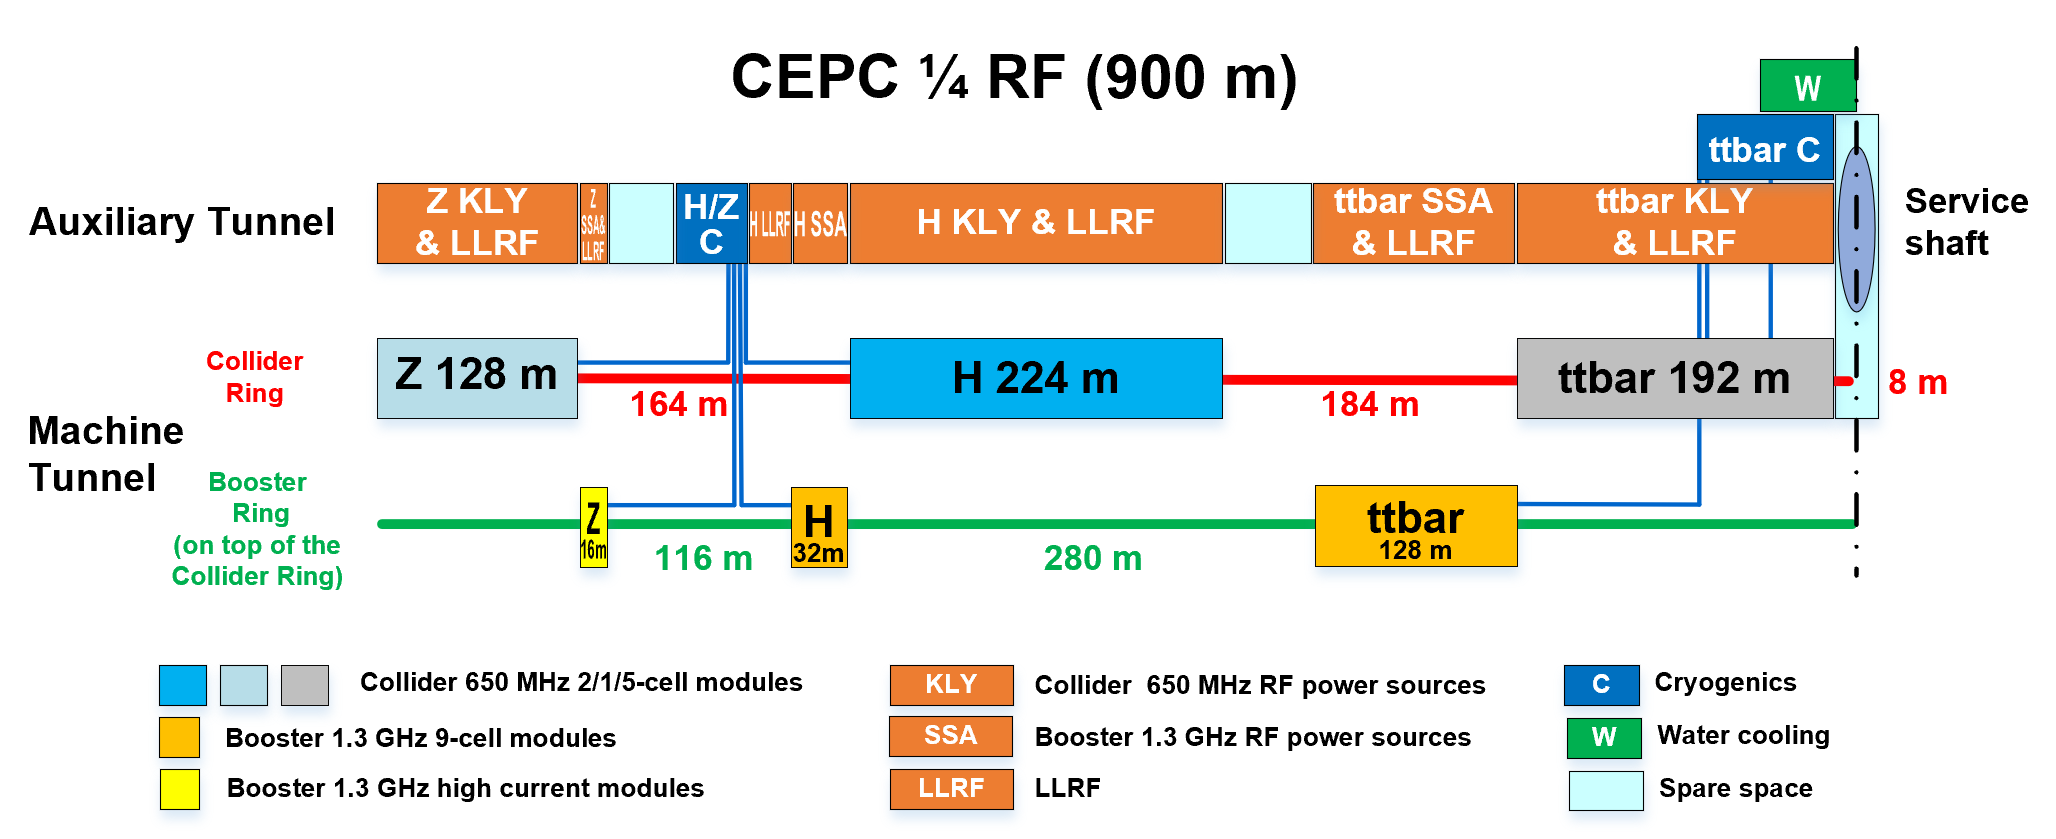 CEPC ¼ RF (900 m)
W
ttbar C
Auxiliary Tunnel
Z KLY
& LLRF
Z
SSA&
LLRF
H/Z
C
H LLRF
H SSA
H KLY & LLRF
ttbar SSA
& LLRF
ttbar KLY
& LLRF
Service
shaft
Collider
Ring
Z 128 m
164 m
H 224 m
184 m
ttbar 192 m
8 m
Machine
Tunnel
Booster
Ring
(on top of the
Collider Ring)
Z
16m
116 m
H
32m
280 m
ttbar
128 m
Collider 650 MHz 2/1/5-cell modules
KLY
Collider 650 MHz RF power sources
C
Cryogenics
Booster 1.3 GHz 9-cell modules
SSA
Booster 1.3 GHz RF power sources
W
Water cooling
Booster 1.3 GHz high current modules
LLRF
LLRF
Spare space